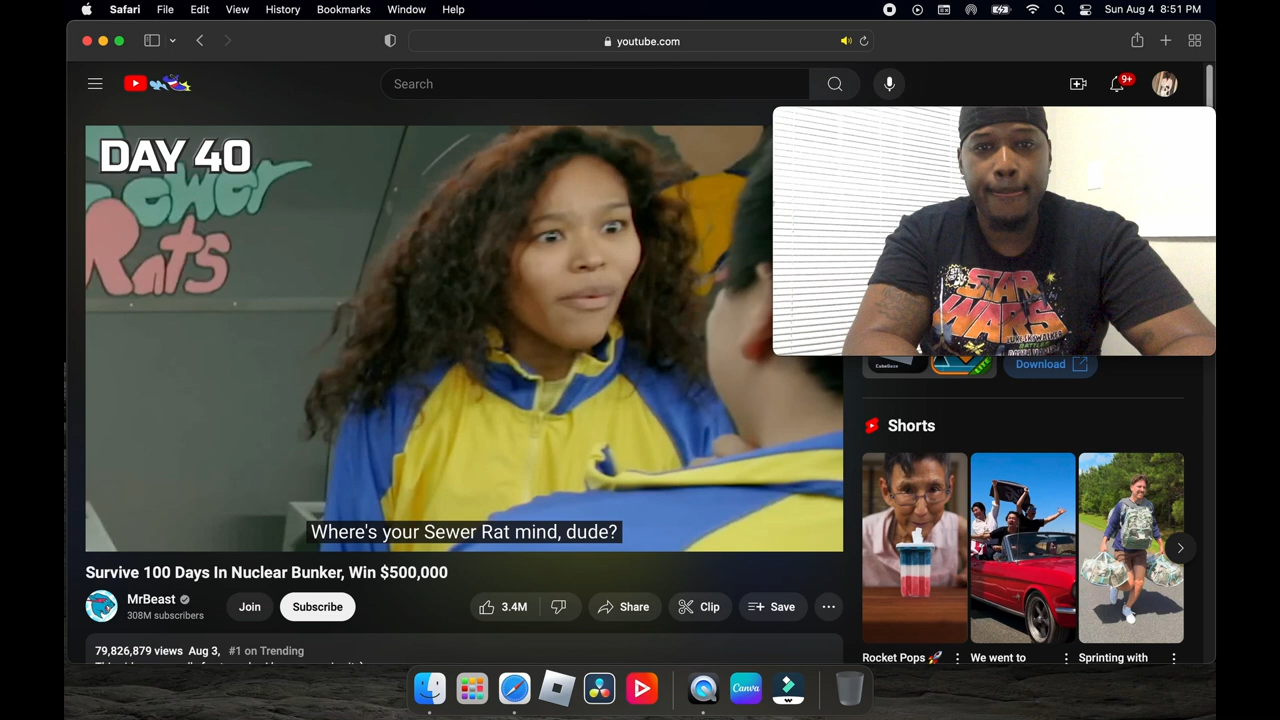 Safari File Edit View History Bookmarks Window Help Sun Aug 4 8:51 PM
youtube.com
Search
9+
DAY 40
Sewer
Rats
STAR
WARS
Where's your Sewer Rat mind, dude?
Download
Shorts
Survive 100 Days In Nuclear Bunker, Win $500,000
MrBeast
308M subscribers
Join
Subscribe
3.4M
Share
Clip
Save
79,826,879 views Aug 3, #1 on Trending
Rocket Pops 🚀
We went to
Sprinting with
Canva